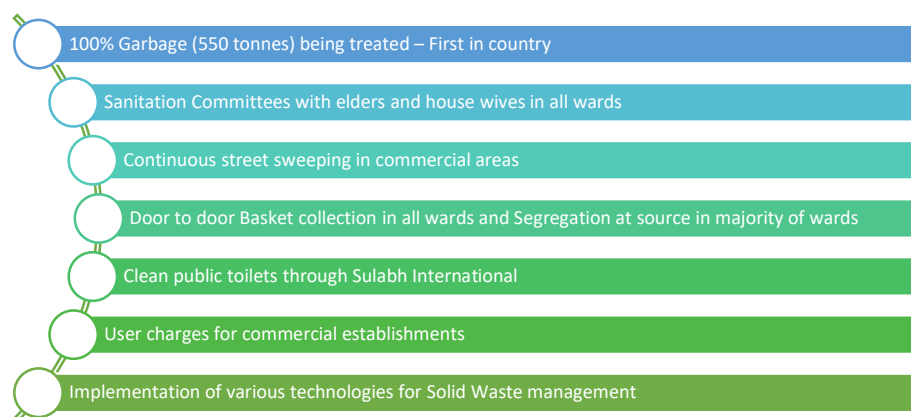 100% Garbage (550 tonnes) being treated – First in country
Sanitation Committees with elders and house wives in all wards
Continuous street sweeping in commercial areas
Door to door Basket collection in all wards and Segregation at source in majority of wards
Clean public toilets through Sulabh International
User charges for commercial establishments
Implementation of various technologies for Solid Waste management